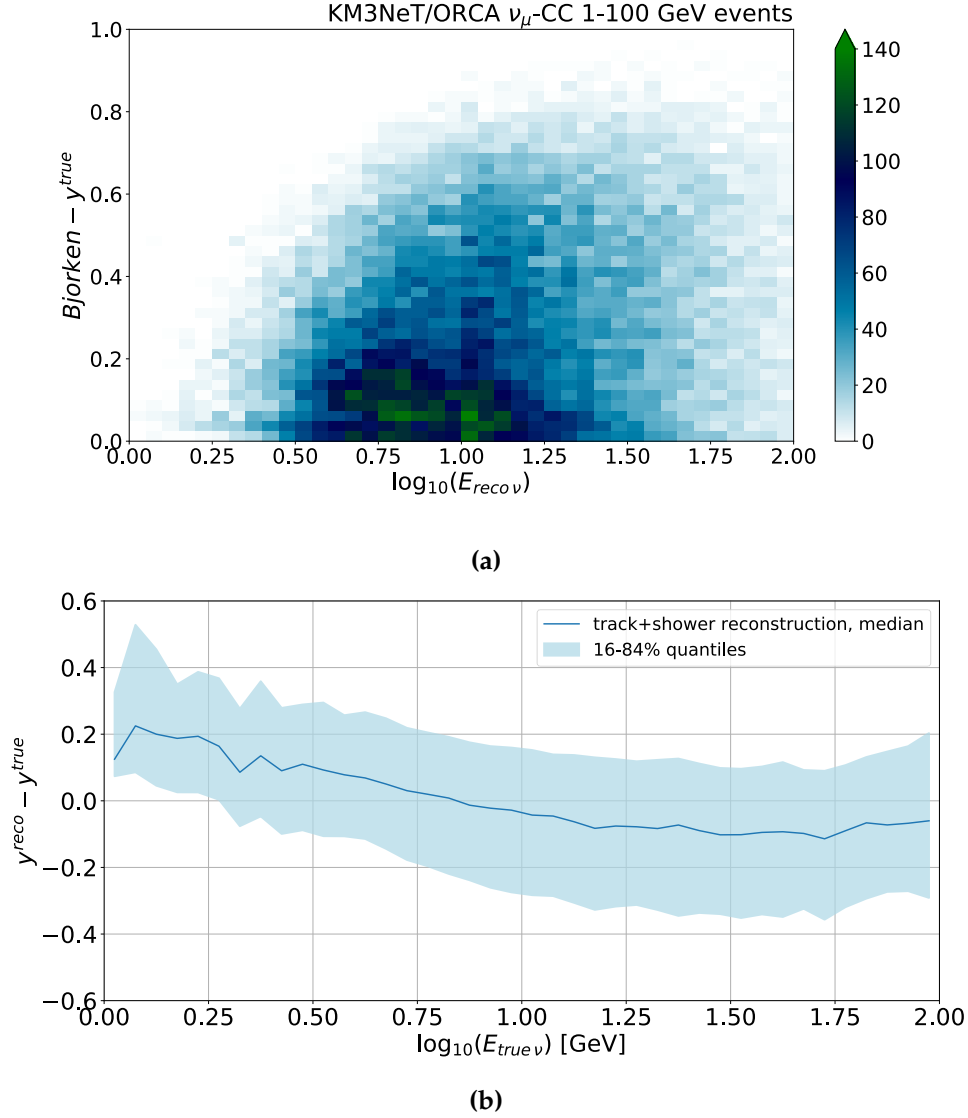 KM3NeT/ORCA ν_μ-CC 1-100 GeV events
1.0
0.8
0.6
0.4
0.2
0.0
Bjorken − y^true
0.00 0.25 0.50 0.75 1.00 1.25 1.50 1.75 2.00
log10(E_reco ν)
140
120
100
80
60
40
20
0
(a)
0.6
0.4
0.2
0.0
−0.2
−0.4
−0.6
y^reco − y^true
track+shower reconstruction, median
16-84% quantiles
0.00 0.25 0.50 0.75 1.00 1.25 1.50 1.75 2.00
log10(E_true ν) [GeV]
(b)